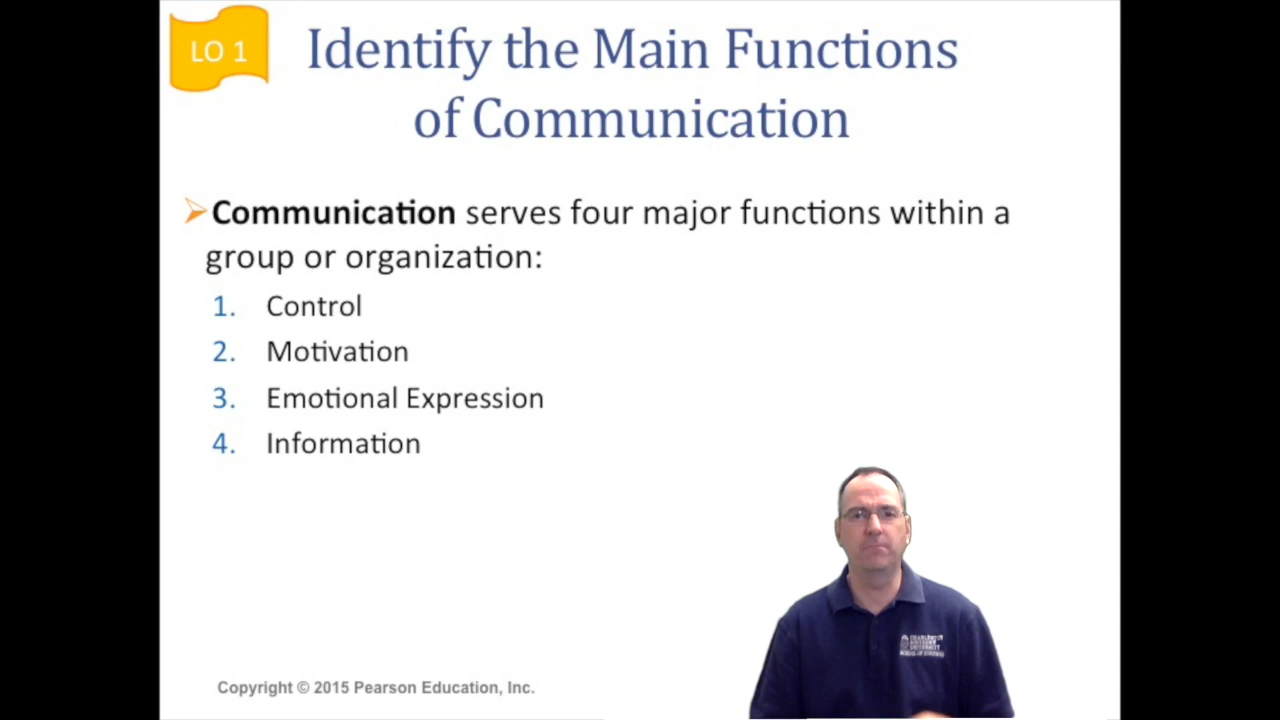 LO 1
Identify the Main Functions
of Communication
➢Communication serves four major functions within a
group or organization:
1. Control
2. Motivation
3. Emotional Expression
4. Information
UNIVERSITY
Copyright © 2015 Pearson Education, Inc.